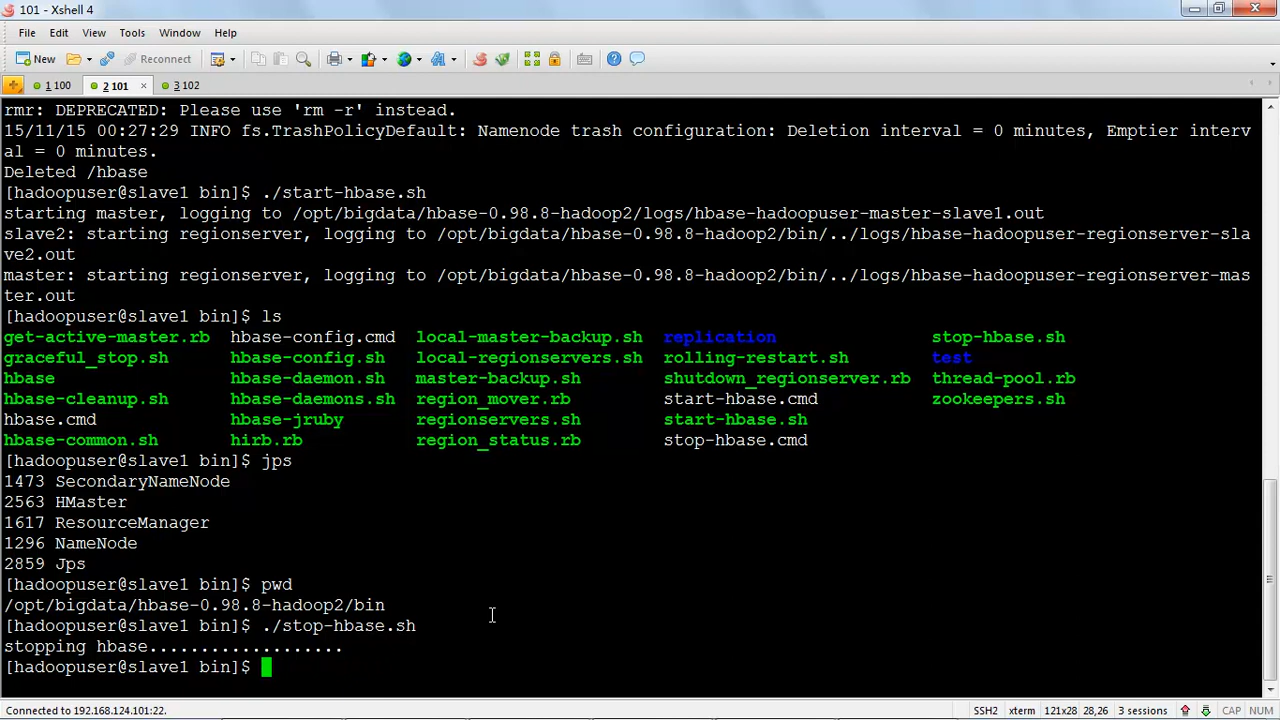 101 - Xshell 4
File Edit View Tools Window Help
New Reconnect
1 100 2 101 × 3 102
rmr: DEPRECATED: Please use 'rm -r' instead.
15/11/15 00:27:29 INFO fs.TrashPolicyDefault: Namenode trash configuration: Deletion interval = 0 minutes, Emptier interv
al = 0 minutes.
Deleted /hbase
[hadoopuser@slave1 bin]$ ./start-hbase.sh
starting master, logging to /opt/bigdata/hbase-0.98.8-hadoop2/logs/hbase-hadoopuser-master-slave1.out
slave2: starting regionserver, logging to /opt/bigdata/hbase-0.98.8-hadoop2/bin/../logs/hbase-hadoopuser-regionserver-sla
ve2.out
master: starting regionserver, logging to /opt/bigdata/hbase-0.98.8-hadoop2/bin/../logs/hbase-hadoopuser-regionserver-mas
ter.out
[hadoopuser@slave1 bin]$ ls
get-active-master.rb hbase-config.cmd local-master-backup.sh replication stop-hbase.sh
graceful_stop.sh hbase-config.sh local-regionservers.sh rolling-restart.sh test
hbase hbase-daemon.sh master-backup.sh shutdown_regionserver.rb thread-pool.rb
hbase-cleanup.sh hbase-daemons.sh region_mover.rb start-hbase.cmd zookeepers.sh
hbase.cmd hbase-jruby regionservers.sh start-hbase.sh
hbase-common.sh hirb.rb region_status.rb stop-hbase.cmd
[hadoopuser@slave1 bin]$ jps
1473 SecondaryNameNode
2563 HMaster
1617 ResourceManager
1296 NameNode
2859 Jps
[hadoopuser@slave1 bin]$ pwd
/opt/bigdata/hbase-0.98.8-hadoop2/bin
[hadoopuser@slave1 bin]$ ./stop-hbase.sh
stopping hbase...................
[hadoopuser@slave1 bin]$
Connected to 192.168.124.101:22. SSH2 xterm 121x28 28,26 3 sessions CAP NUM